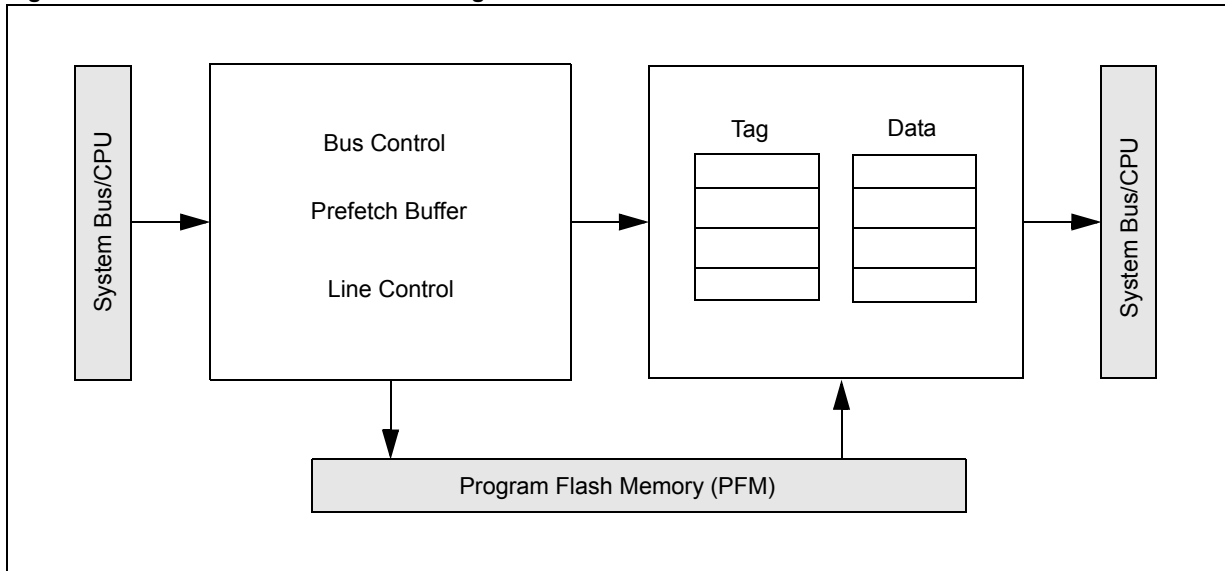 System Bus/CPU
Bus Control
Prefetch Buffer
Line Control
Tag
Data
System Bus/CPU
Program Flash Memory (PFM)